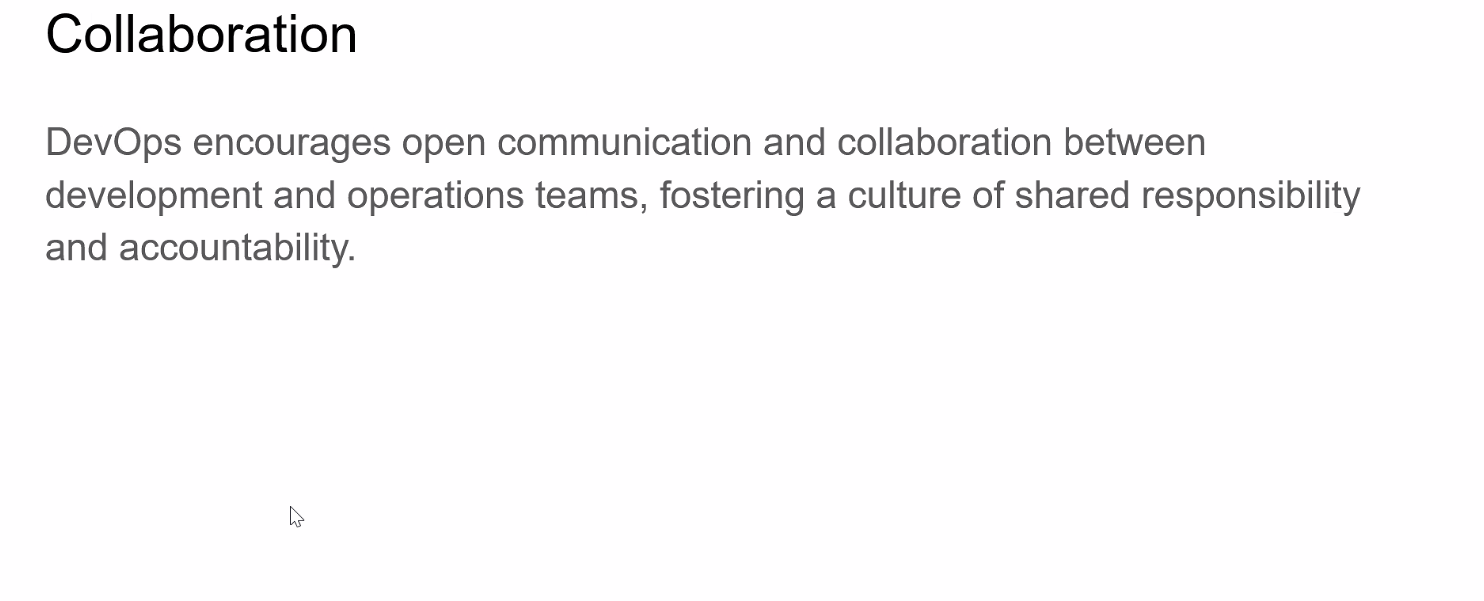 Collaboration
DevOps encourages open communication and collaboration between
development and operations teams, fostering a culture of shared responsibility
and accountability.